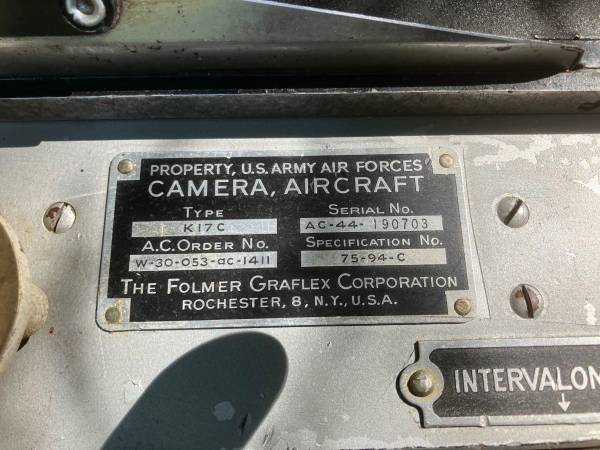 PROPERTY, U.S. ARMY AIR FORCES
CAMERA, AIRCRAFT
TYPE SERIAL NO.
K17C AC-44-190703
A.C. ORDER NO. SPECIFICATION NO.
W-30-053-ac-1411 75-94-C
THE FOLMER GRAFLEX CORPORATION
ROCHESTER, 8, N.Y., U.S.A.
INTERVALOM